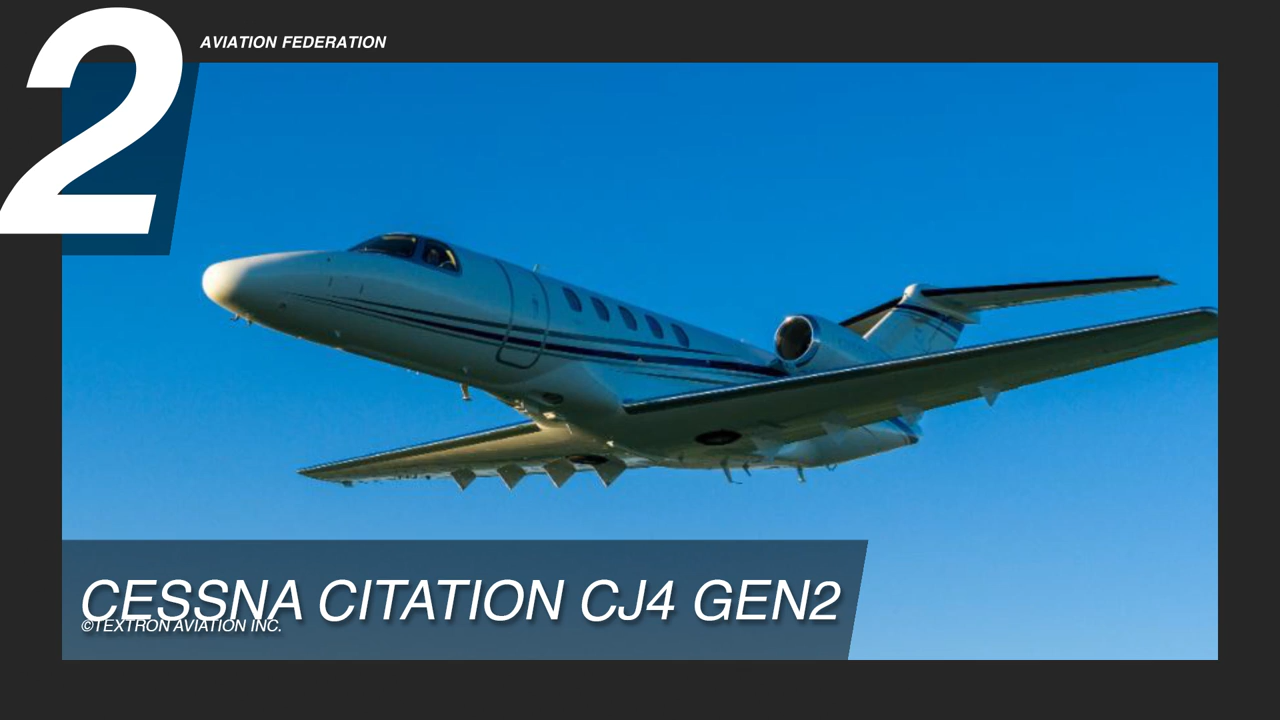 2
AVIATION FEDERATION
CESSNA CITATION CJ4 GEN2
©TEXTRON AVIATION INC.